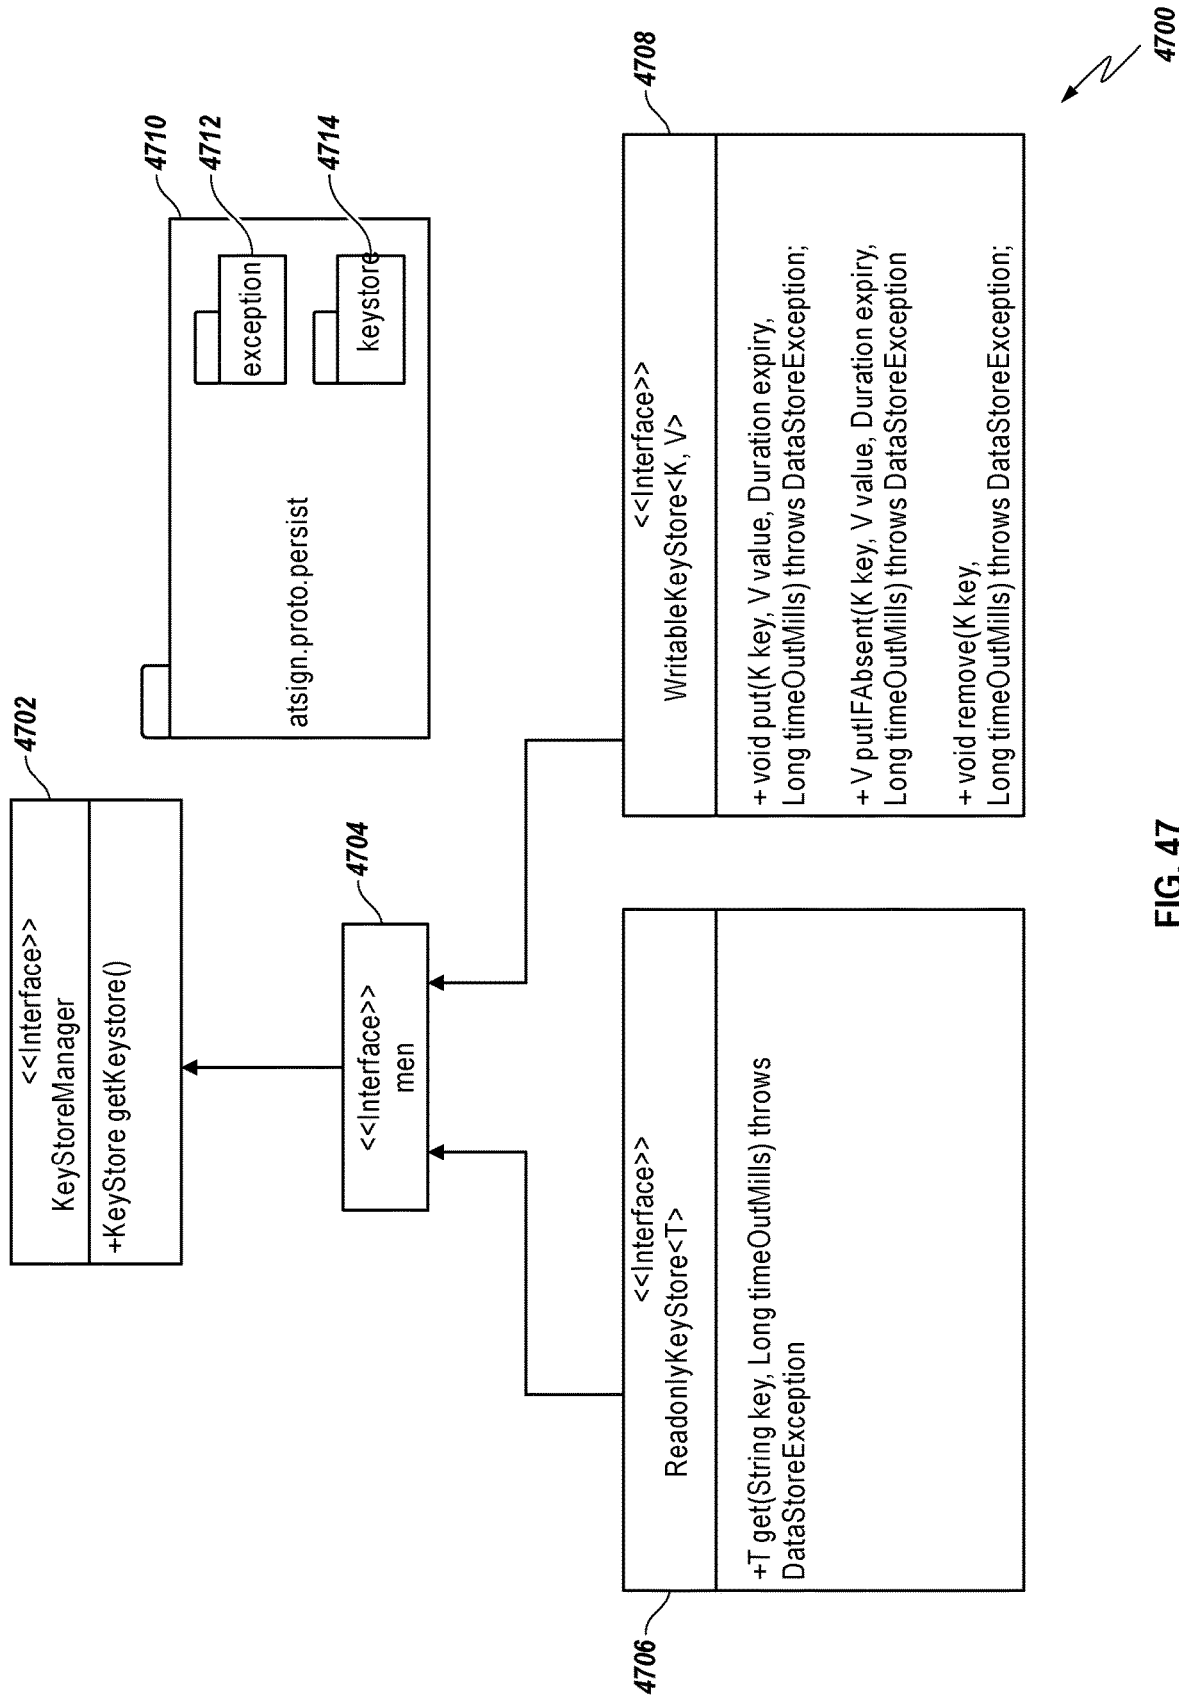 4702
<<Interface>>
KeyStoreManager
+KeyStore getKeystore()
4710
4712
4714
exception
keystore
atsign.proto.persist
4704
<<Interface>>
men
4706
<<Interface>>
ReadonlyKeyStore<T>
+T get(String key, Long timeOutMills) throws
DataStoreException
4708
<<Interface>>
WritableKeyStore<K, V>
+ void put(K key, V value, Duration expiry,
Long timeOutMills) throws DataStoreException;
+ V putIFAbsent(K key, V value, Duration expiry,
Long timeOutMills) throws DataStoreException
+ void remove(K key,
Long timeOutMills) throws DataStoreException;
4700
FIG. 47